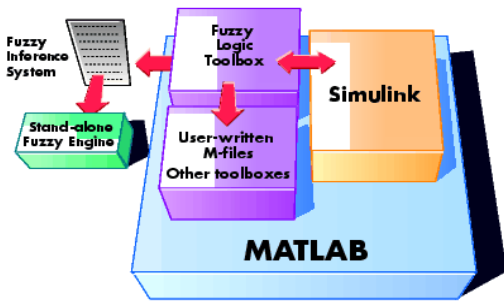 Fuzzy
Inference
System
Fuzzy
Logic
Toolbox
Simulink
Stand-alone
Fuzzy Engine
User-written
M-files
Other toolboxes
MATLAB